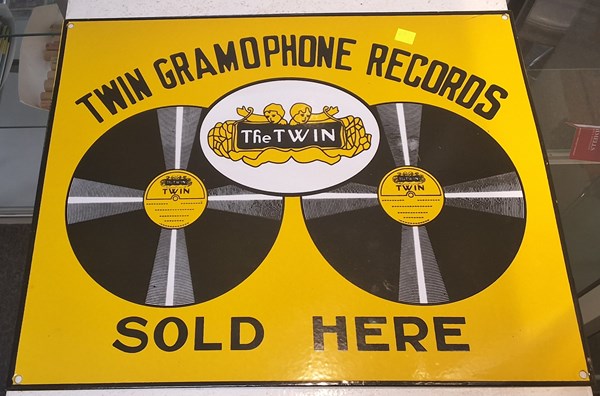 TWIN GRAMOPHONE RECORDS
The TWIN
TWIN
TWIN
SOLD HERE